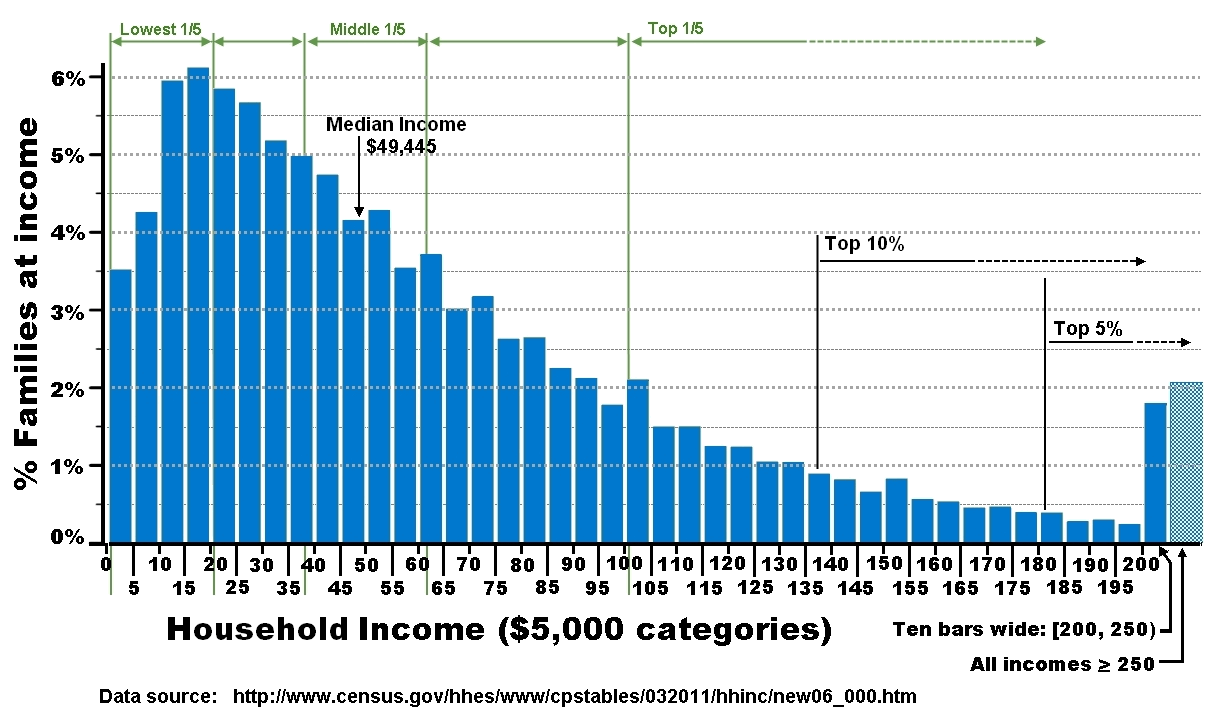 Lowest 1/5 Middle 1/5 Top 1/5
6%
Median Income
$49,445
5%
4%
Top 10%
3%
Top 5%
2%
1%
0%
% Families at income
0 10 20 30 40 50 60 70 80 90 100 110 120 130 140 150 160 170 180 190 200
5 15 25 35 45 55 65 75 85 95 105 115 125 135 145 155 165 175 185 195
Household Income ($5,000 categories)
Ten bars wide: [200, 250)
All incomes ≥ 250
Data source: http://www.census.gov/hhes/www/cpstables/032011/hhinc/new06_000.htm